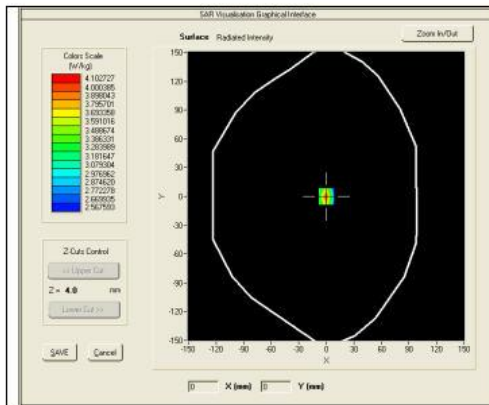 SAR Visualisation Graphical Interface
Surface Radiated Intensity
Zoom In/Out
Colors Scale
(W/kg)
4.102727
4.000385
3.898043
3.795701
3.693358
3.591016
3.488674
3.386331
3.283989
3.181647
3.079304
2.976962
2.874620
2.772278
2.669935
2.567593
Z-Cuts Control
<< Upper Cut
Z = 4.0 mm
Lower Cut >>
SAVE Cancel
150
120
90
60
30
Y
0
-30
-60
-90
-120
-150
-150 -120 -90 -60 -30 0 30 60 90 120 150
X
0 X (mm) 0 Y (mm)